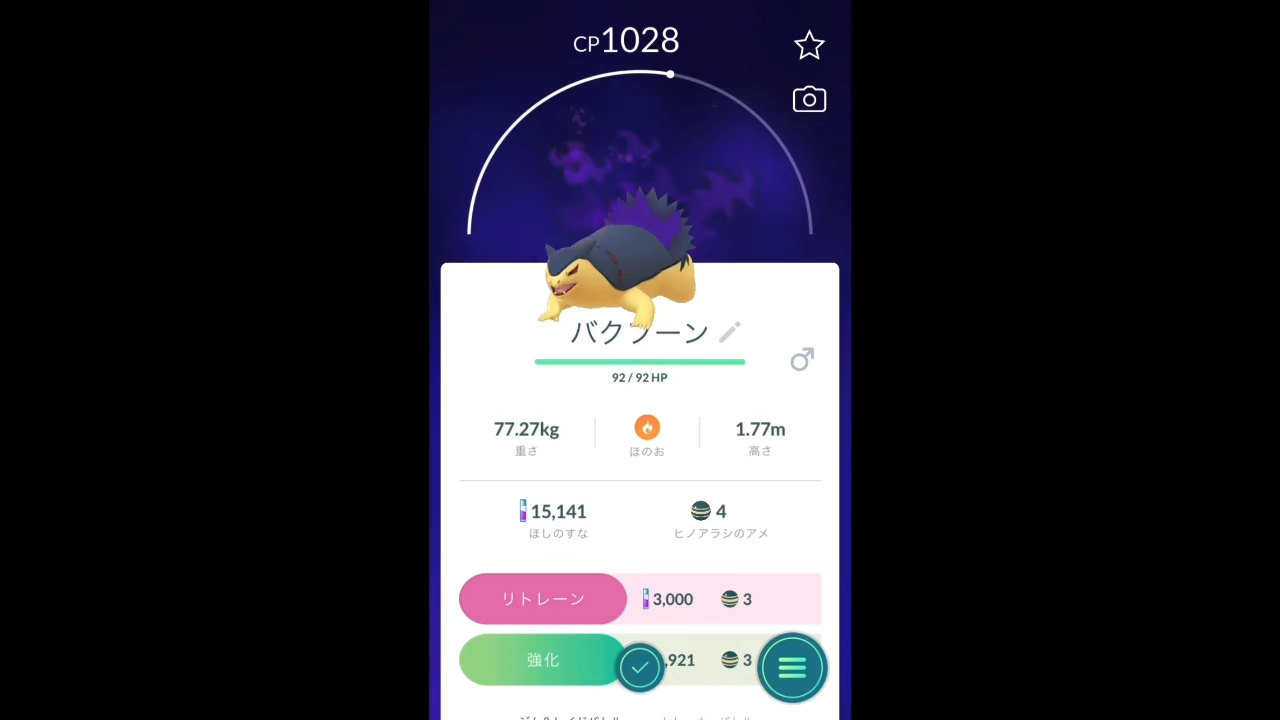 CP1028
バクフーン
92 / 92 HP
77.27kg
ほのお
1.77m
重さ
高さ
15,141
4
ほしのすな
ヒノアラシのアメ
リトレーン 3,000 3
強化 ,921 3